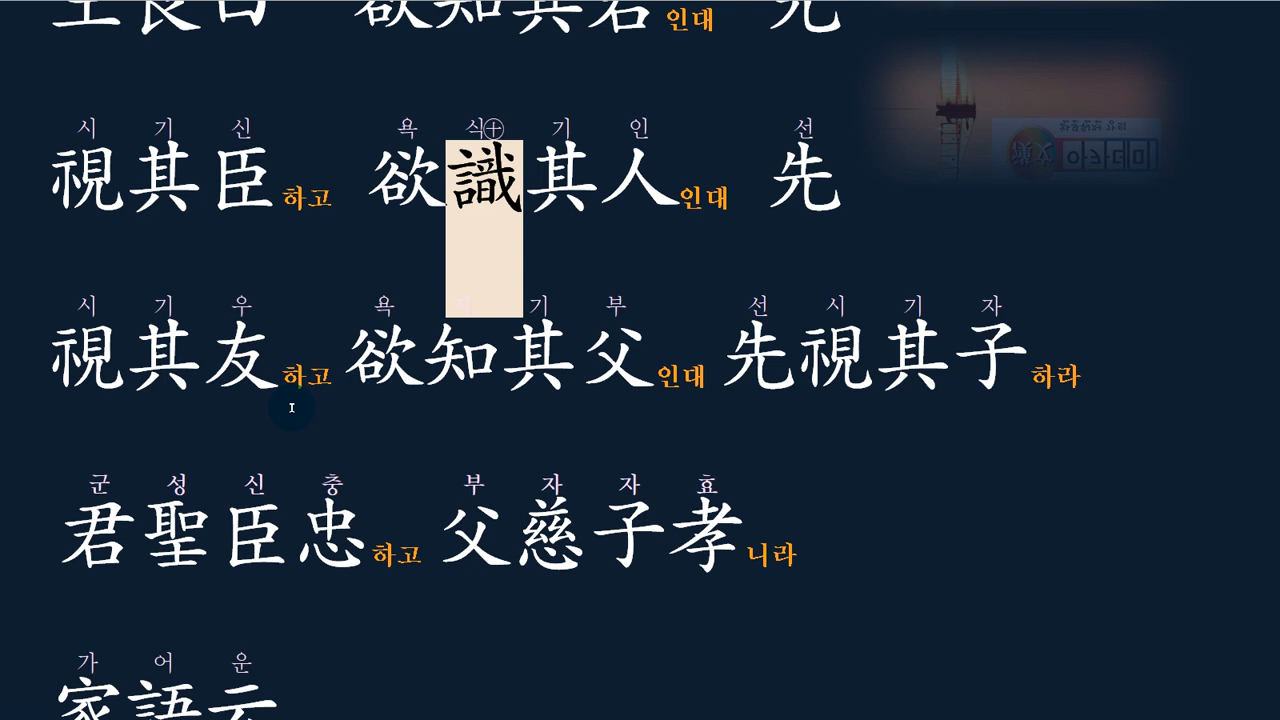 王良曰 欲知其君인대 先
시 기 신 욕 식㊉ 기 인 선
視其臣하고 欲識其人인대 先
시 기 우 욕 기 부 선 시 기 자
視其友하고 欲知其父인대 先視其子하라
군 성 신 충 부 자 자 효
君聖臣忠하고 父慈子孝니라
가 어 운
家語云